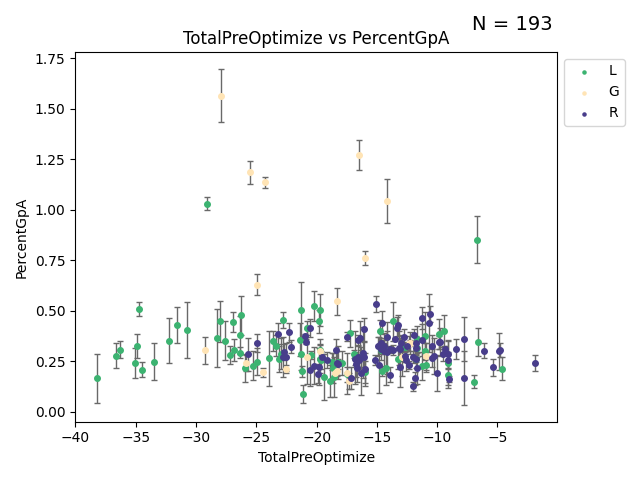 N = 193
TotalPreOptimize vs PercentGpA
L
G
R
PercentGpA
1.75
1.50
1.25
1.00
0.75
0.50
0.25
0.00
−40 −35 −30 −25 −20 −15 −10 −5
TotalPreOptimize